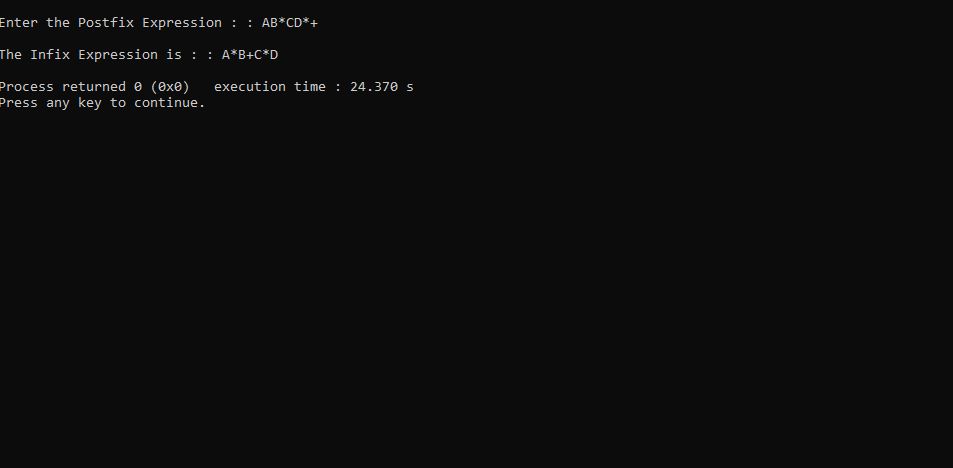 Enter the Postfix Expression : : AB*CD*+
The Infix Expression is : : A*B+C*D
Process returned 0 (0x0)   execution time : 24.370 s
Press any key to continue.